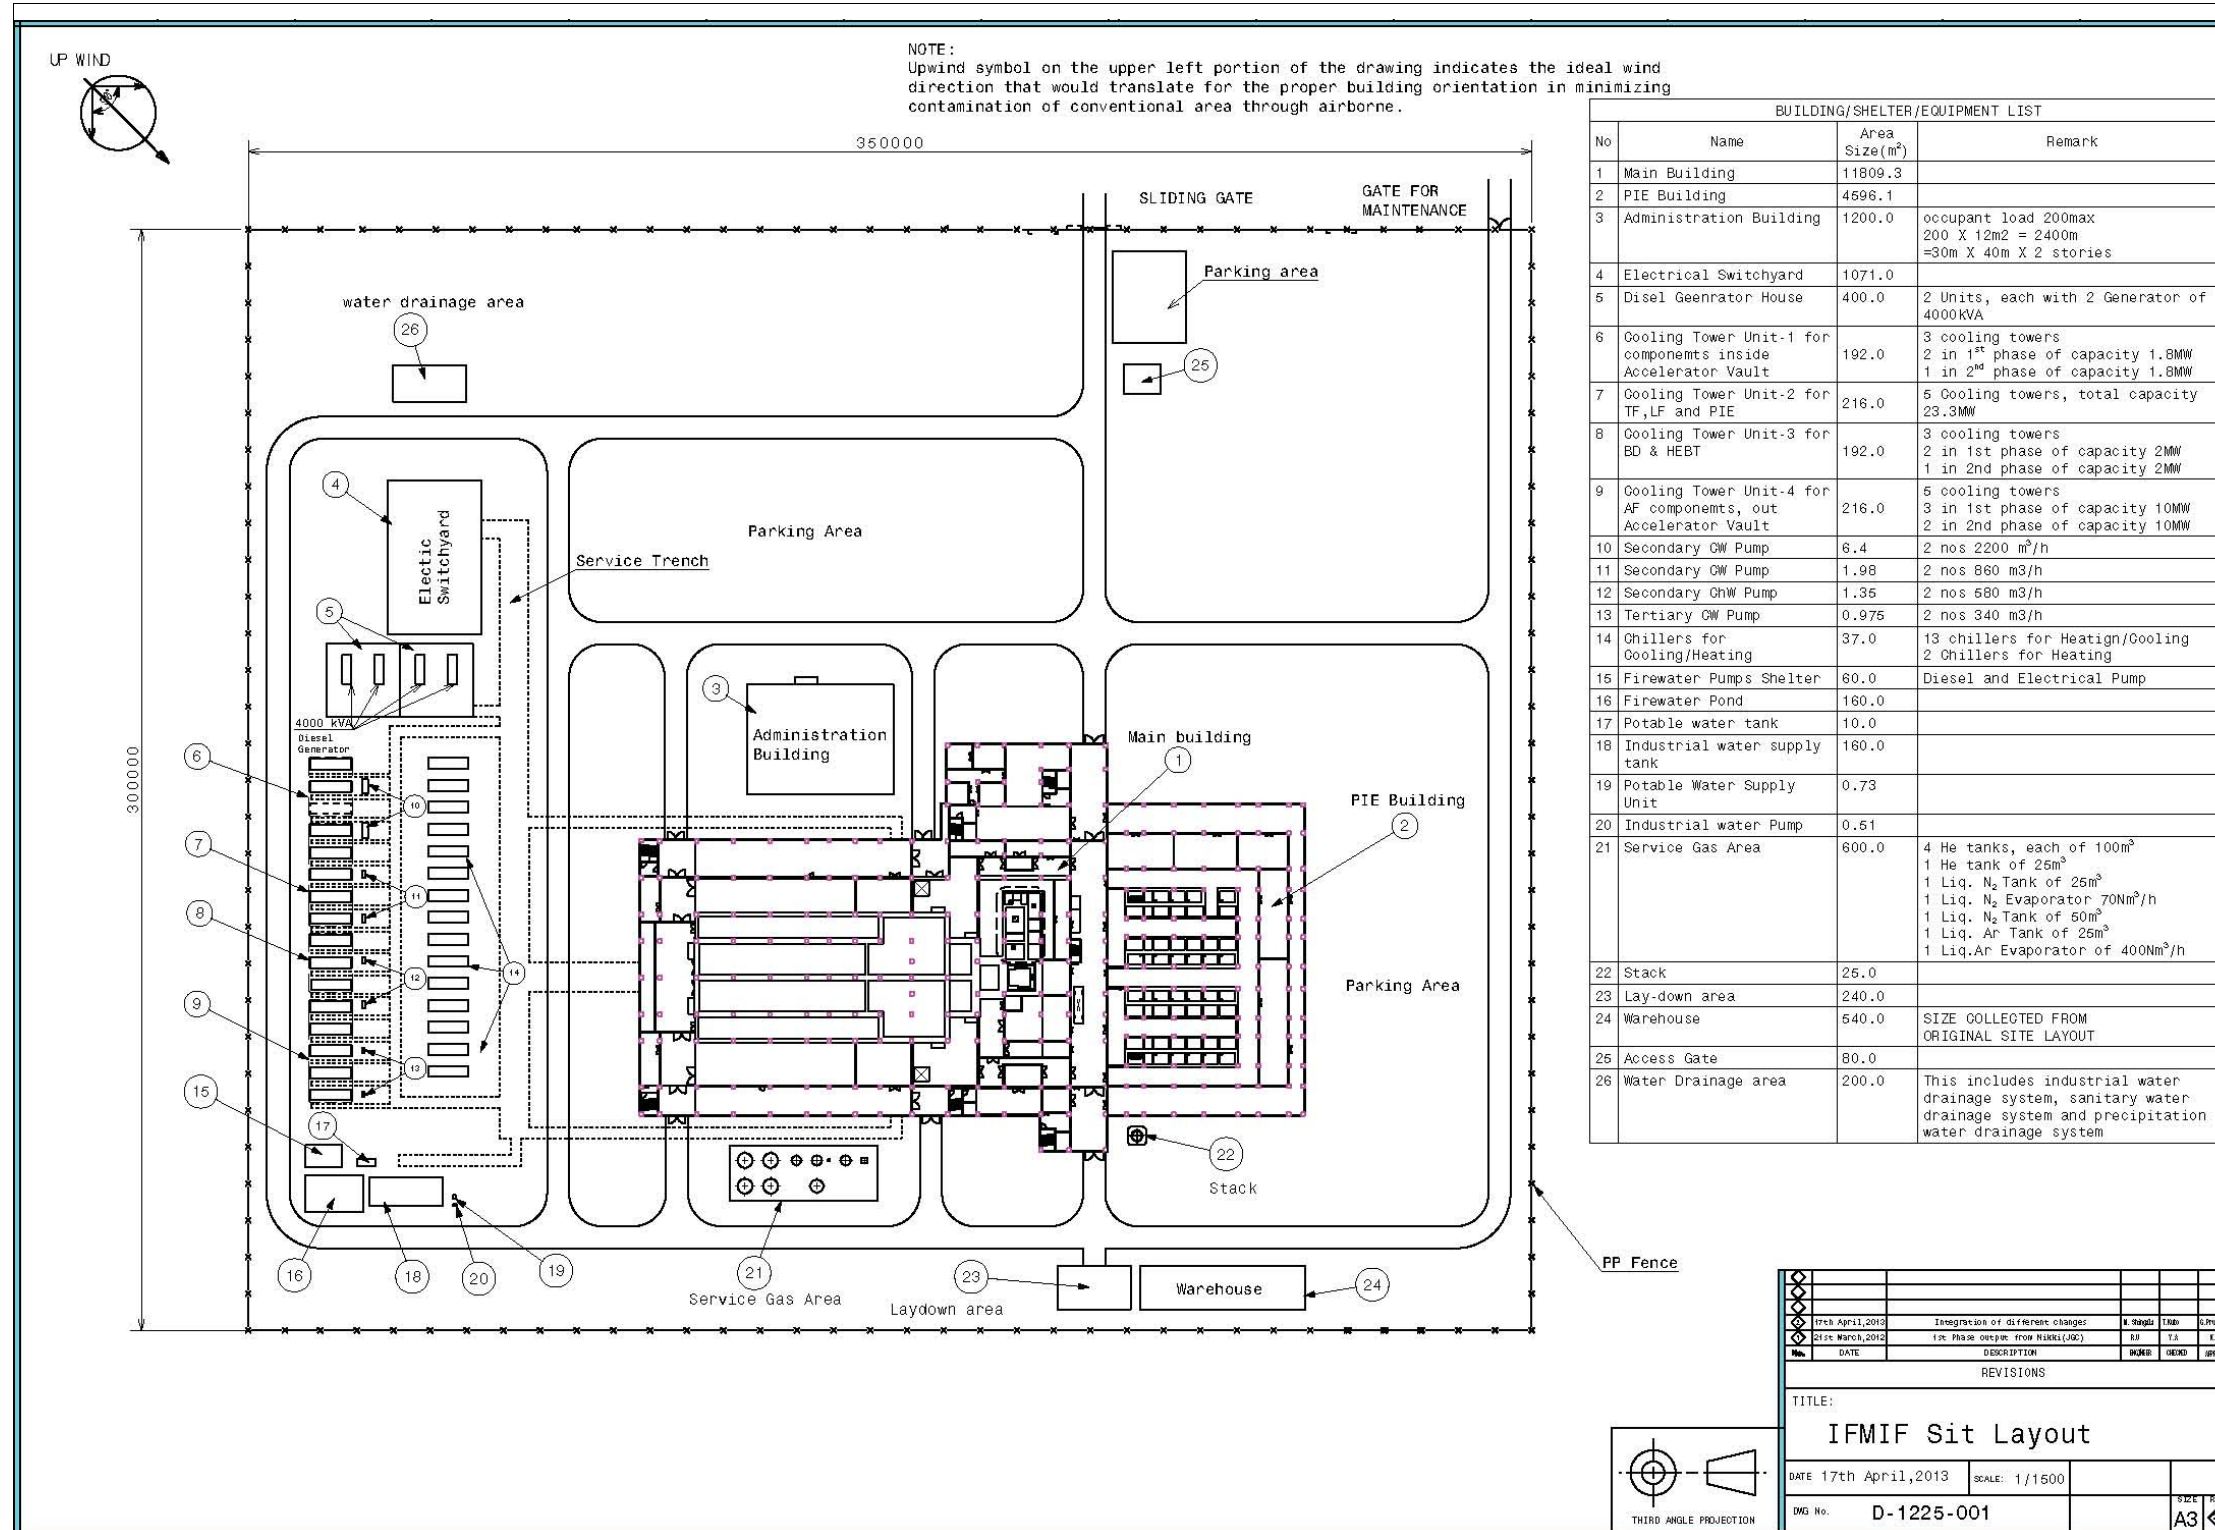 UP WIND
NOTE:
Upwind symbol on the upper left portion of the drawing indicates the ideal wind
direction that would translate for the proper building orientation in minimizing
contamination of conventional area through airborne.
350000
300000
SLIDING GATE
GATE FOR
MAINTENANCE
Parking area
25
water drainage area
26
4
Electic
Switchyard
Service Trench
Parking Area
5
4000 kVA
Diesel
Generator
3
Administration
Building
Main building
1
PIE Building
2
6
7
8
9
10
11
12
13
14
Parking Area
15
17
16
18
20
19
21
Service Gas Area
22
Stack
23
Laydown area
Warehouse
24
PP Fence
BUILDING/SHELTER/EQUIPMENT LIST
No Name Area Size(m²) Remark
1 Main Building 11809.3
2 PIE Building 4596.1
3 Administration Building 1200.0 occupant load 200max
200 X 12m2 = 2400m
=30m X 40m X 2 stories
4 Electrical Switchyard 1071.0
5 Disel Geenrator House 400.0 2 Units, each with 2 Generator of
4000kVA
6 Cooling Tower Unit-1 for
componemts inside
Accelerator Vault
192.0
3 cooling towers
2 in 1st phase of capacity 1.8MW
1 in 2nd phase of capacity 1.8MW
7 Cooling Tower Unit-2 for
TF,LF and PIE
216.0
5 Cooling towers, total capacity
23.3MW
8 Cooling Tower Unit-3 for
BD & HEBT
192.0
3 cooling towers
2 in 1st phase of capacity 2MW
1 in 2nd phase of capacity 2MW
9 Cooling Tower Unit-4 for
AF componemts, out
Accelerator Vault
216.0
5 cooling towers
3 in 1st phase of capacity 10MW
2 in 2nd phase of capacity 10MW
10 Secondary CW Pump 6.4 2 nos 2200 m³/h
11 Secondary CW Pump 1.98 2 nos 860 m3/h
12 Secondary ChW Pump 1.35 2 nos 580 m3/h
13 Tertiary CW Pump 0.975 2 nos 340 m3/h
14 Chillers for
Cooling/Heating
37.0
13 chillers for Heatign/Cooling
2 Chillers for Heating
15 Firewater Pumps Shelter 60.0 Diesel and Electrical Pump
16 Firewater Pond 160.0
17 Potable water tank 10.0
18 Industrial water supply
tank
160.0
19 Potable Water Supply
Unit
0.73
20 Industrial water Pump 0.51
21 Service Gas Area 600.0 4 He tanks, each of 100m³
1 He tank of 25m³
1 Liq. N₂ Tank of 25m³
1 Liq. N₂ Evaporator 70Nm³/h
1 Liq. N₂ Tank of 50m³
1 Liq. Ar Tank of 25m³
1 Liq.Ar Evaporator of 400Nm³/h
22 Stack 25.0
23 Lay-down area 240.0
24 Warehouse 540.0 SIZE COLLECTED FROM
ORIGINAL SITE LAYOUT
25 Access Gate 80.0
26 Water Drainage area 200.0 This includes industrial water
drainage system, sanitary water
drainage system and precipitation
water drainage system
17th April,2013 Integration of different changes
21st March,2012 1st Phase output from Nikki(JGC)
DATE DESCRIPTION
REVISIONS
TITLE:
IFMIF Sit Layout
DATE 17th April,2013 SCALE: 1/1500
DWG No. D-1225-001
SIZE
A3
THIRD ANGLE PROJECTION